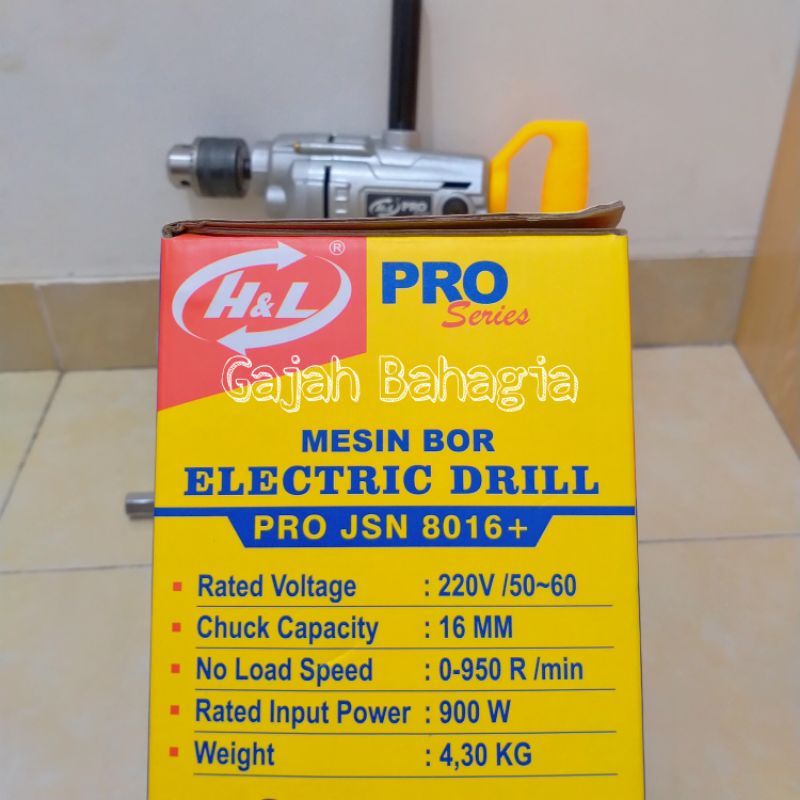 H&L PRO
H&L ®
PRO
Series
Gajah Bahagia
MESIN BOR
ELECTRIC DRILL
PRO JSN 8016+
Rated Voltage : 220V /50~60
Chuck Capacity : 16 MM
No Load Speed : 0-950 R /min
Rated Input Power : 900 W
Weight : 4,30 KG